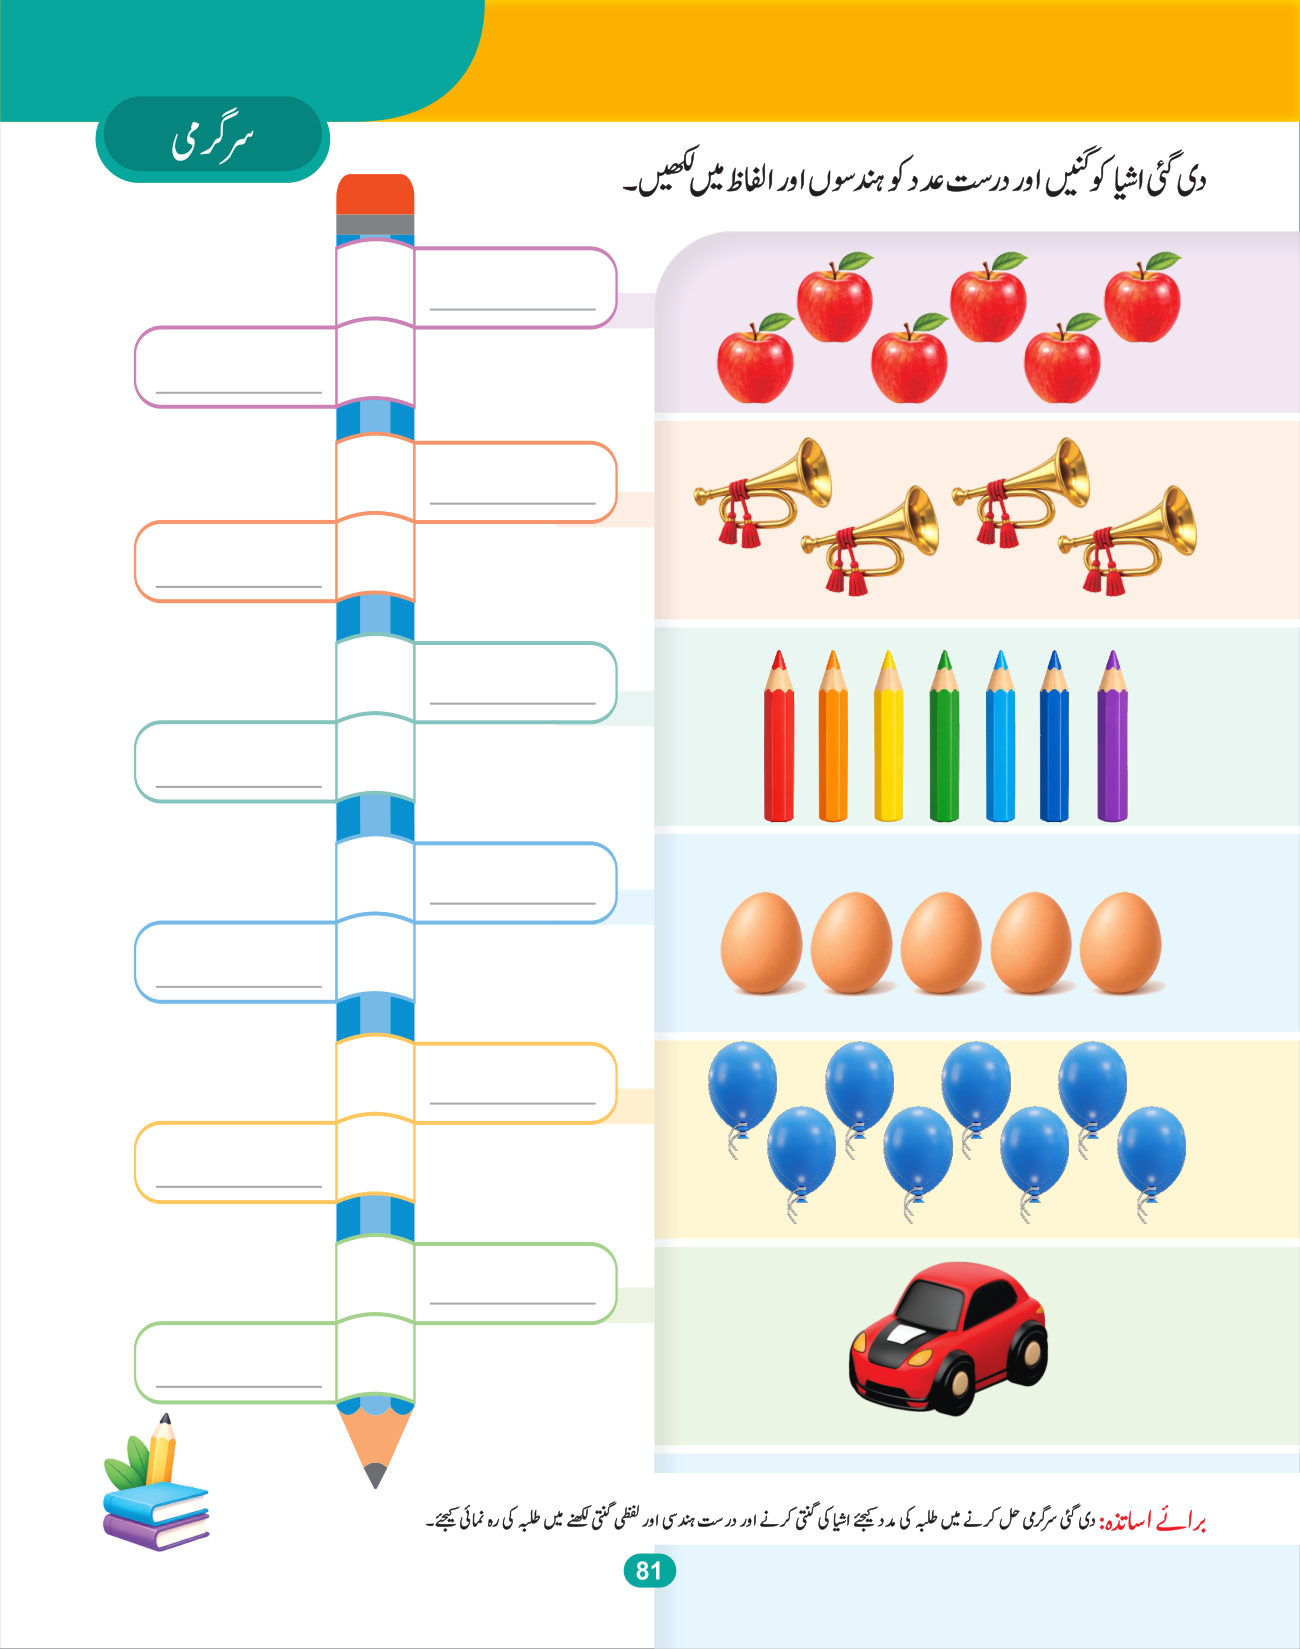 سرگرمی
دی گئی اشیا کو گنیں اور درست عدد کو ہندسوں اور الفاظ میں لکھیں۔
برائے اساتذہ: دی گئی سرگرمی حل کرنے میں طلبہ کی مدد کیجئے اشیا کی گنتی کرنے اور درست ہندسی اور لفظی گنتی لکھنے میں طلبہ کی رہ نمائی کیجئے۔
81